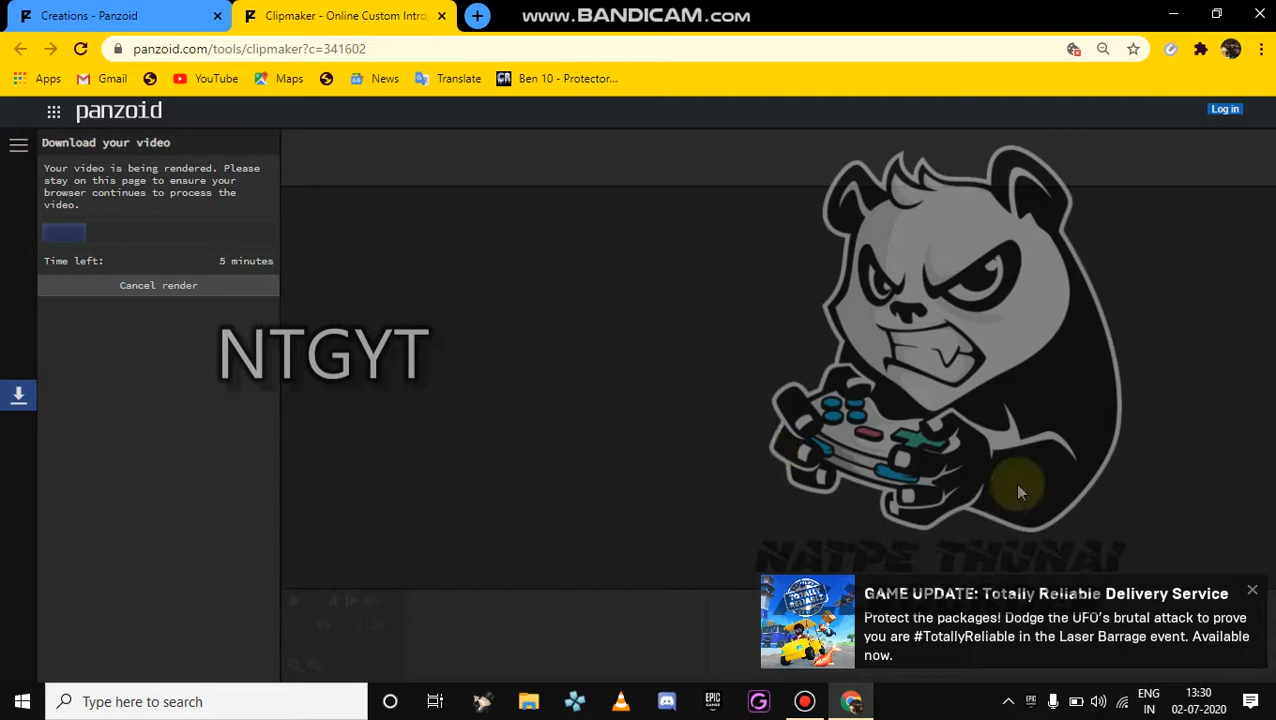 Creations - Panzoid
Clipmaker - Online Custom Intro
www.BANDICAM.com
panzoid.com/tools/clipmaker?c=341602
Apps
Gmail
YouTube
Maps
News
Translate
Ben 10 - Protector...
panzoid
Log in
Download your video
Your video is being rendered. Please
stay on this page to ensure your
browser continues to process the
video.
Time left: 5 minutes
Cancel render
NTGYT
NATPE THUNAI
GAME UPDATE: Totally Reliable Delivery Service
Protect the packages! Dodge the UFO's brutal attack to prove
you are #TotallyReliable in the Laser Barrage event. Available
now.
Type here to search
EPIC
GAMES
ENG
IN
13:30
02-07-2020